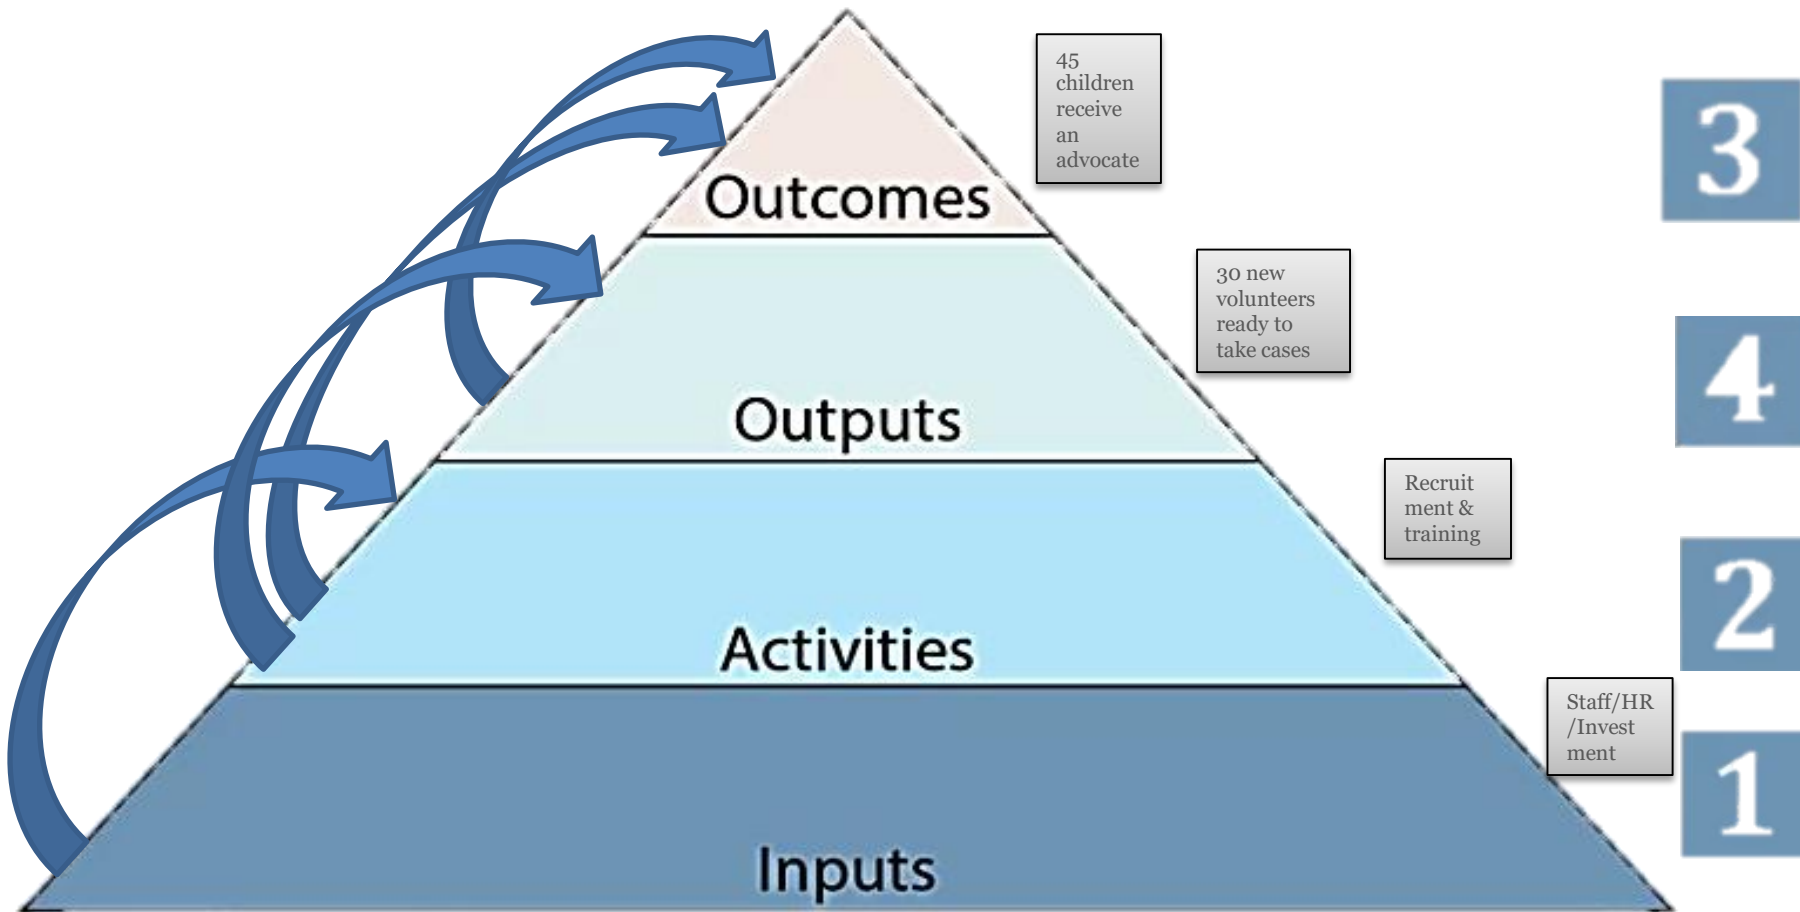 45
children
receive
an
advocate
3
Outcomes
30 new
volunteers
ready to
take cases
4
Outputs
Recruit
ment &
training
2
Activities
Staff/HR
/Invest
ment
1
Inputs